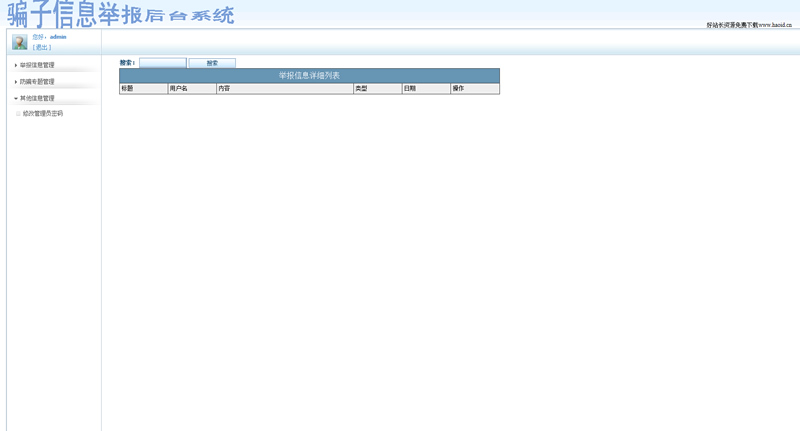 骗子信息举报后台系统
好站长资源免费下载www.haosd.cn
您好，admin
[ 退出 ]
举报信息管理
防骗专题管理
其他信息管理
修改管理员密码
搜索：
搜索
举报信息详细列表
标题 用户名 内容 类型 日期 操作